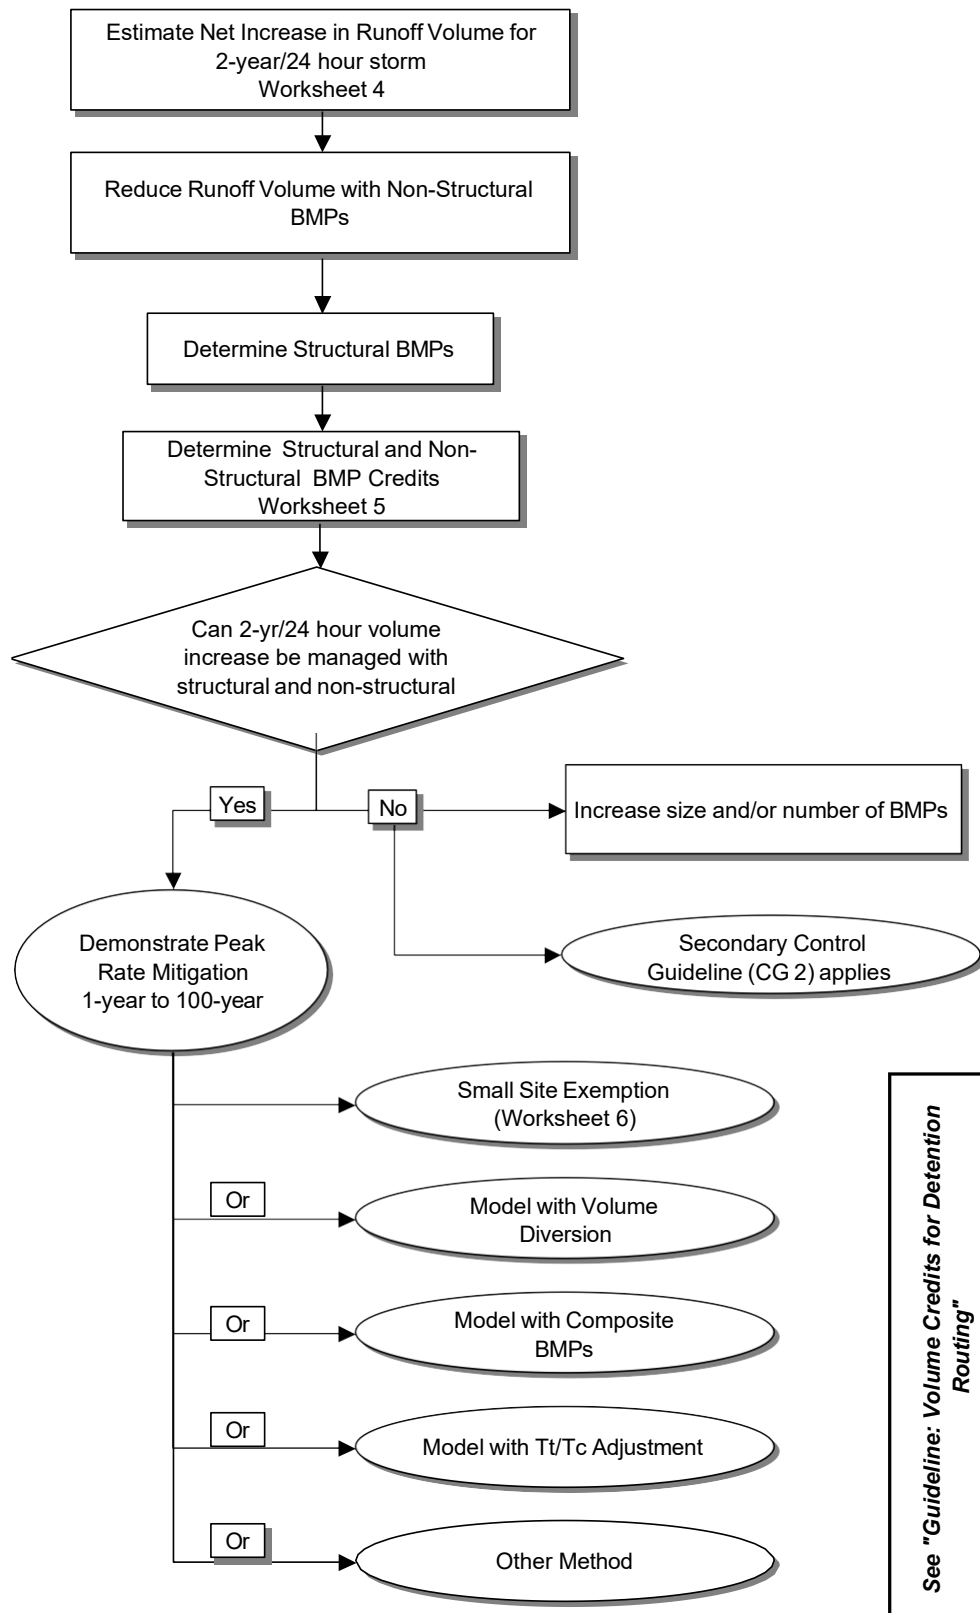 Estimate Net Increase in Runoff Volume for
2-year/24 hour storm
Worksheet 4
Reduce Runoff Volume with Non-Structural
BMPs
Determine Structural BMPs
Determine Structural and Non-
Structural BMP Credits
Worksheet 5
Can 2-yr/24 hour volume
increase be managed with
structural and non-structural
Yes
No
Increase size and/or number of BMPs
Demonstrate Peak
Rate Mitigation
1-year to 100-year
Secondary Control
Guideline (CG 2) applies
Small Site Exemption
(Worksheet 6)
Or
Model with Volume
Diversion
Or
Model with Composite
BMPs
Or
Model with Tt/Tc Adjustment
Or
Other Method
See "Guideline: Volume Credits for Detention
Routing"